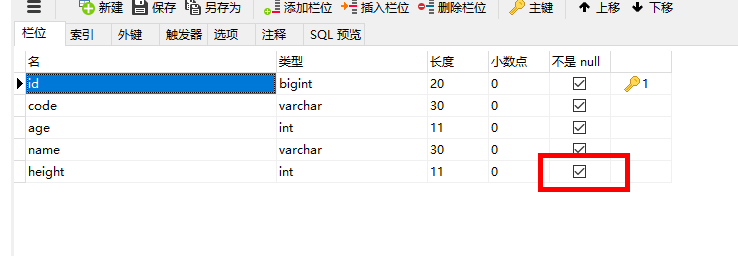 新建 保存 另存为 添加栏位 插入栏位 删除栏位 主键 上移 下移
栏位 索引 外键 触发器 选项 注释 SQL 预览
名 类型 长度 小数点 不是 null
id bigint 20 0 1
code varchar 30 0
age int 11 0
name varchar 30 0
height int 11 0